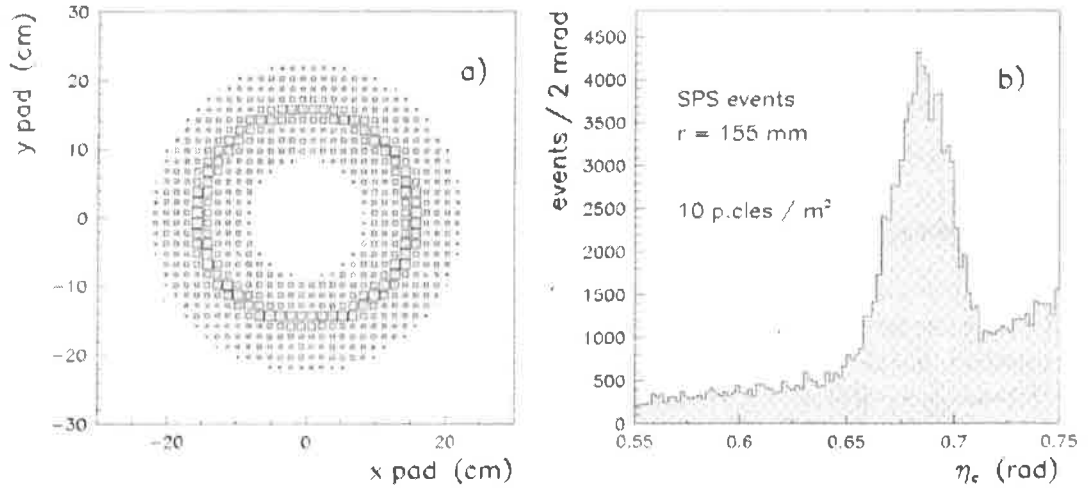 a)
y pad (cm)
30
20
10
0
−10
−20
−30
−20
0
20
x pad (cm)
b)
SPS events
r = 155 mm
10 p.cles / m²
events / 2 mrad
4500
4000
3500
3000
2500
2000
1500
1000
500
0
0.55
0.6
0.65
0.7
0.75
η_c (rad)